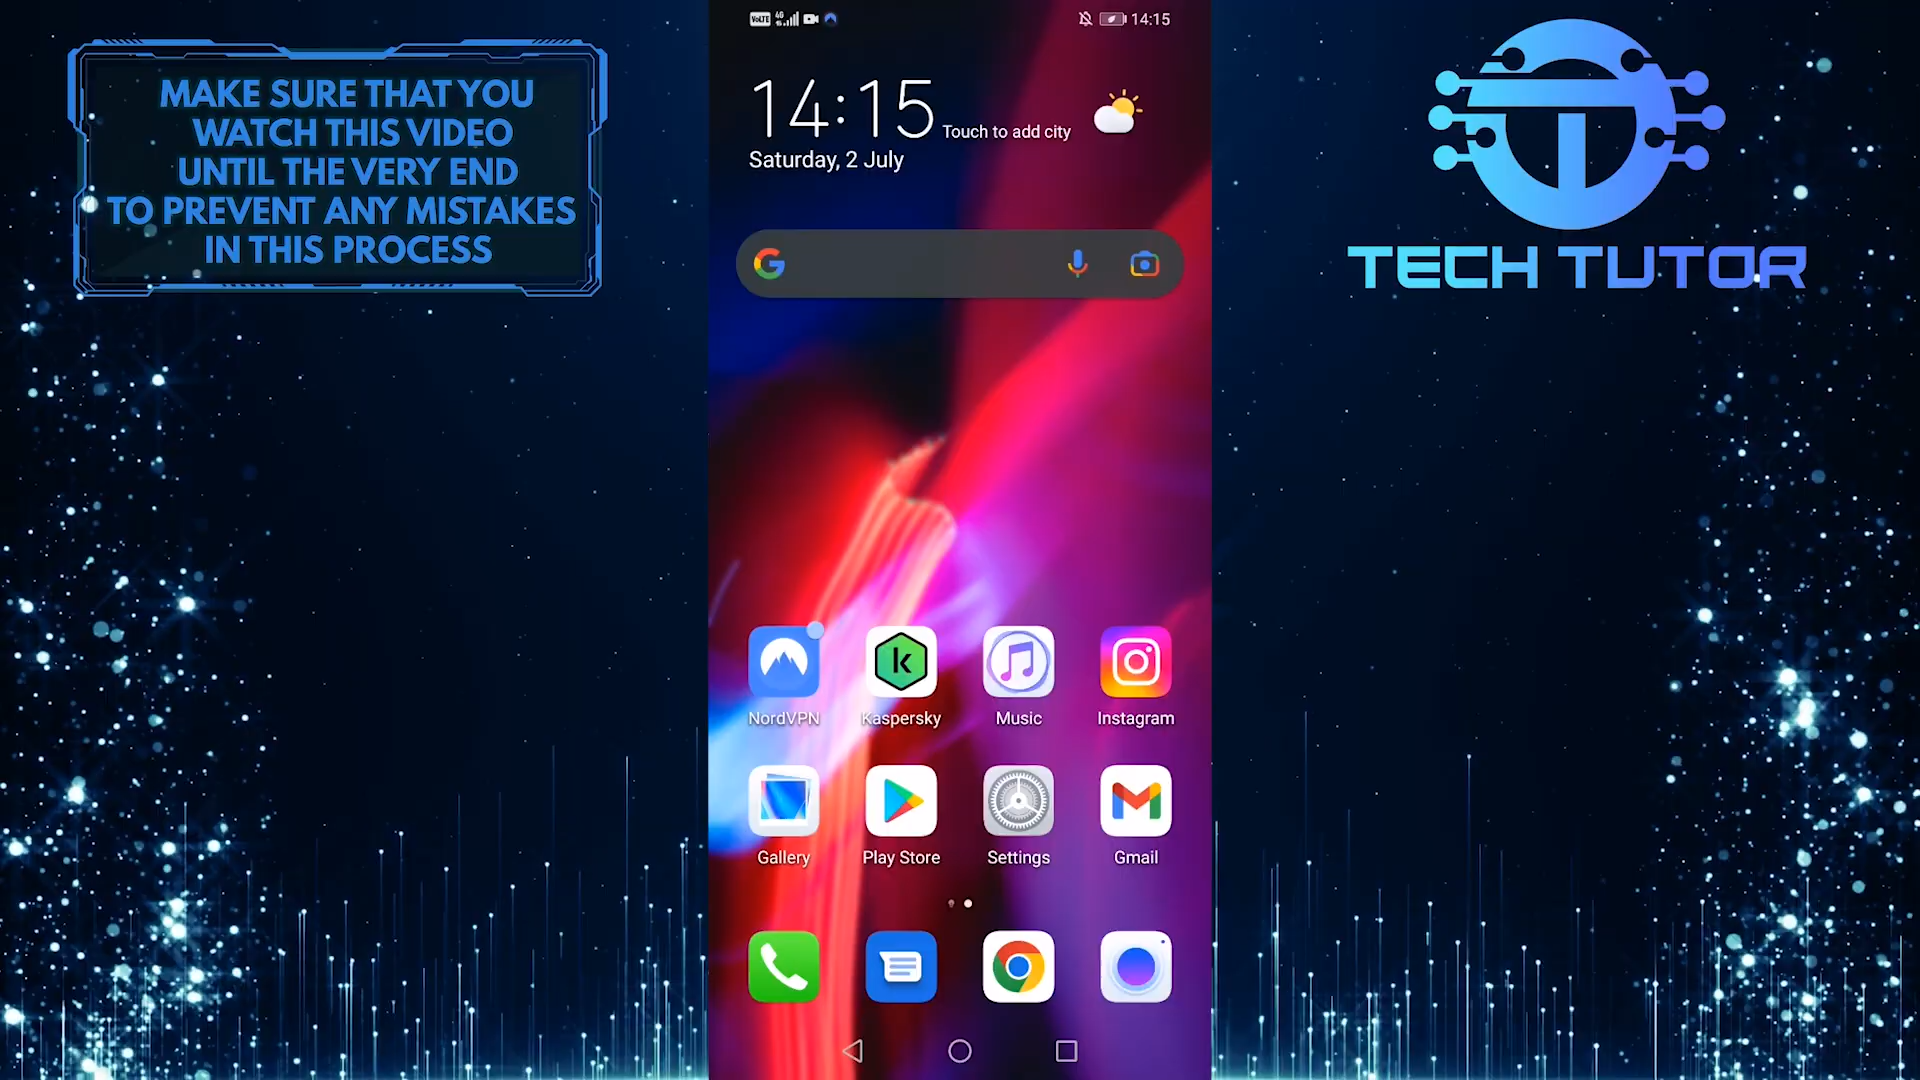 MAKE SURE THAT YOU
WATCH THIS VIDEO
UNTIL THE VERY END
TO PREVENT ANY MISTAKES
IN THIS PROCESS
VoLTE 4G
14:15
14:15 Touch to add city
Saturday, 2 July
TECH TUTOR
NordVPN Kaspersky Music Instagram
Gallery Play Store Settings Gmail